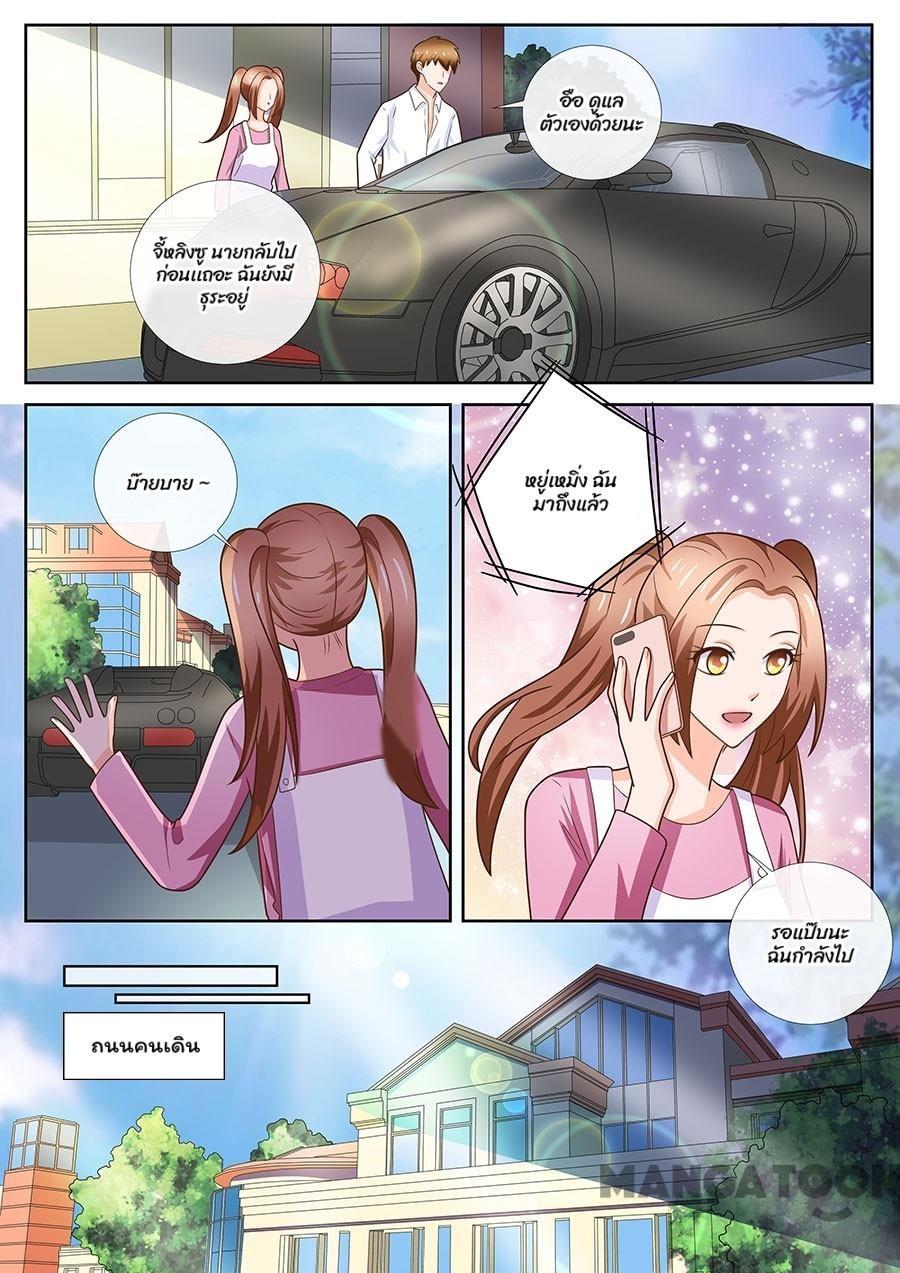 อือ ดูแล
ตัวเองด้วยนะ
จี้หลิงซู นายกลับไป
ก่อนเเถอะ ฉันยังมี
ธุระอยู่
บ๊ายบาย ~
หยู่เหมิ่ง ฉัน
มาถึงแล้ว
รอแป๊บนะ
ฉันกำลังไป
ถนนคนเดิน
MANGATOON